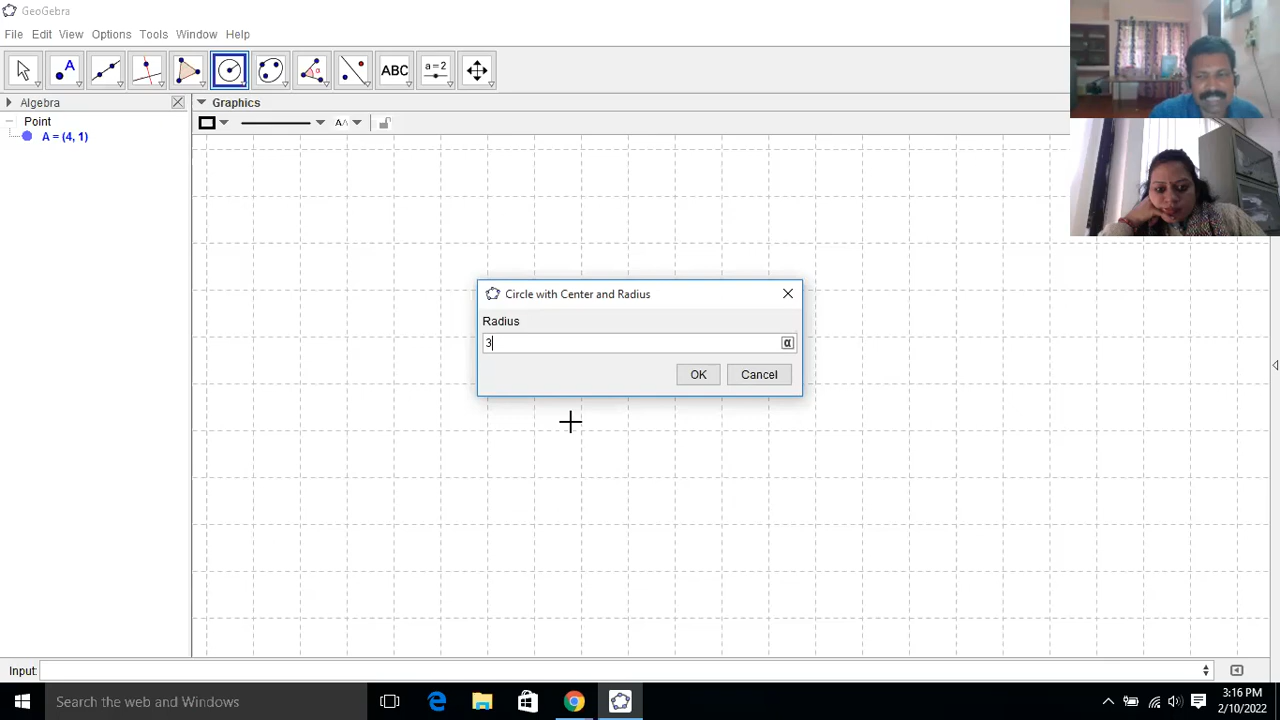 GeoGebra
File Edit View Options Tools Window Help
A
α
ABC
a = 2
Algebra
Graphics
Point
A = (4, 1)
AA
Circle with Center and Radius
Radius
3
α
OK Cancel
Input:
Search the web and Windows
3:16 PM
2/10/2022